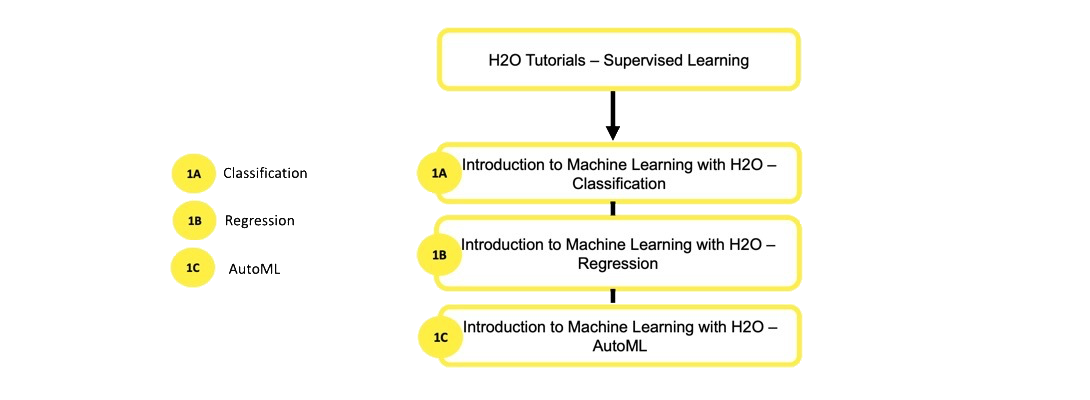 H2O Tutorials – Supervised Learning
1A Classification
1B Regression
1C AutoML
1A Introduction to Machine Learning with H2O –
Classification
1B Introduction to Machine Learning with H2O –
Regression
1C Introduction to Machine Learning with H2O –
AutoML